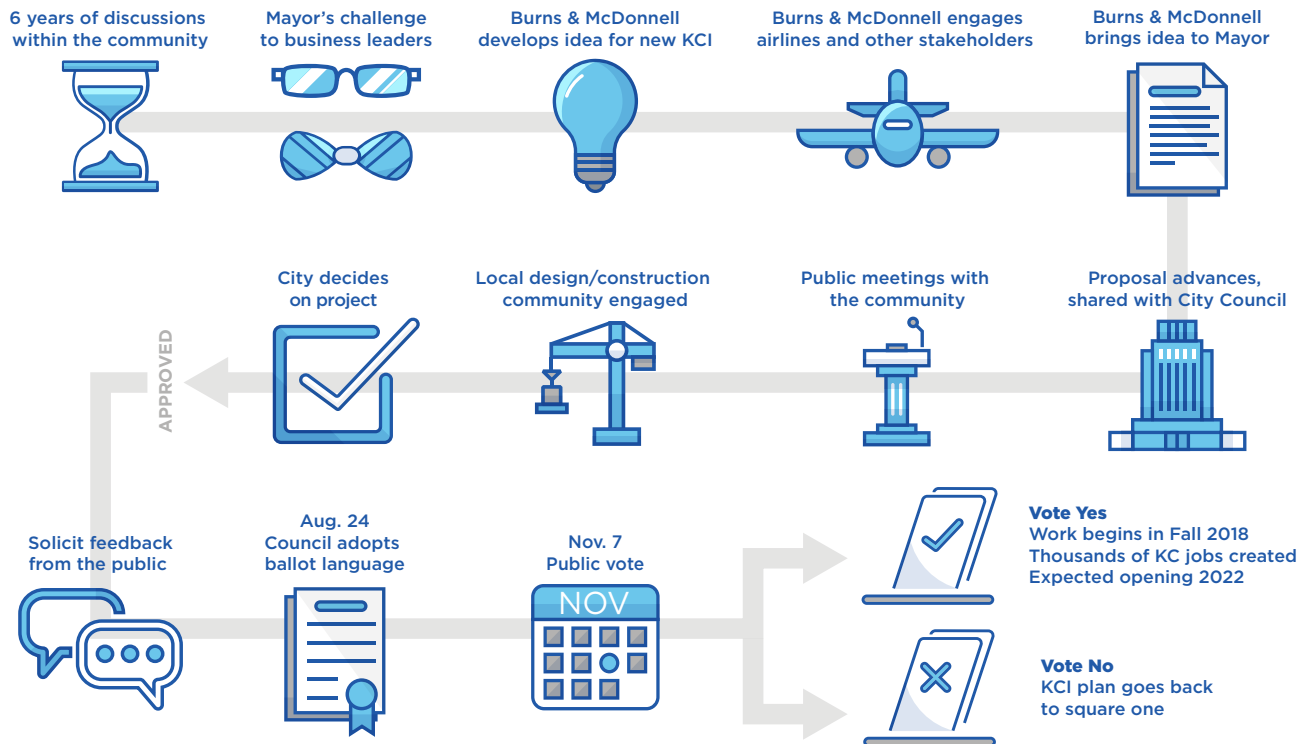 6 years of discussions
within the community
Mayor's challenge
to business leaders
Burns & McDonnell
develops idea for new KCI
Burns & McDonnell engages
airlines and other stakeholders
Burns & McDonnell
brings idea to Mayor
Proposal advances,
shared with City Council
Public meetings with
the community
Local design/construction
community engaged
City decides
on project
APPROVED
Solicit feedback
from the public
Aug. 24
Council adopts
ballot language
Nov. 7
Public vote
NOV
Vote Yes
Work begins in Fall 2018
Thousands of KC jobs created
Expected opening 2022
Vote No
KCI plan goes back
to square one